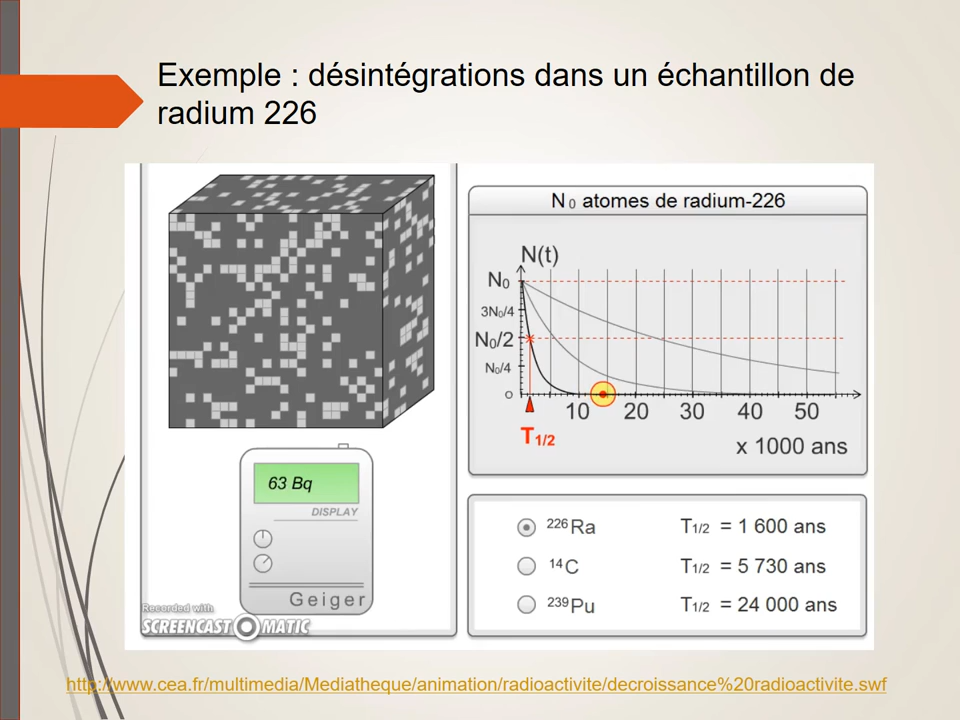 Exemple : désintégrations dans un échantillon de
radium 226
N0 atomes de radium-226
N(t)
N0
3N0/4
N0/2
N0/4
0
10 20 30 40 50
T1/2
x 1000 ans
63 Bq
DISPLAY
Geiger
Recorded with
SCREENCAST MATIC
226Ra T1/2 = 1 600 ans
14C T1/2 = 5 730 ans
239Pu T1/2 = 24 000 ans
http://www.cea.fr/multimedia/Mediatheque/animation/radioactivite/decroissance%20radioactivite.swf